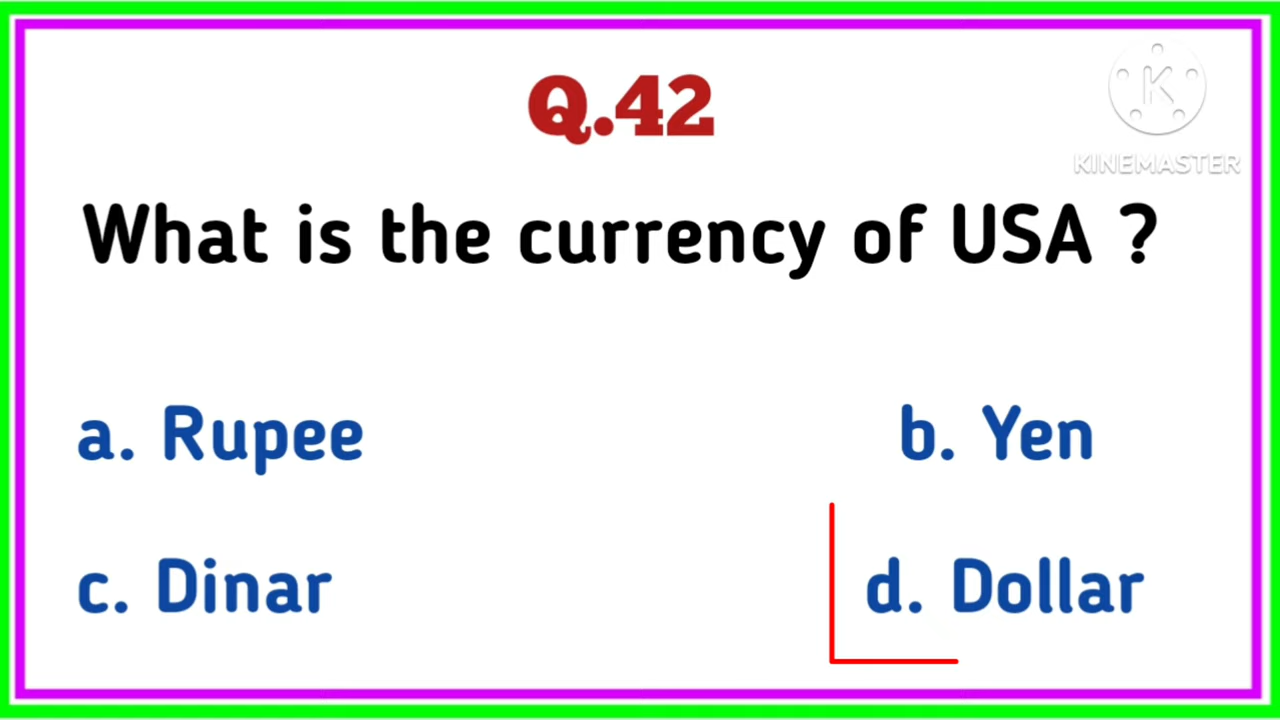 Q.42
K
KINEMASTER
What is the currency of USA ?
a. Rupee
b. Yen
c. Dinar
d. Dollar